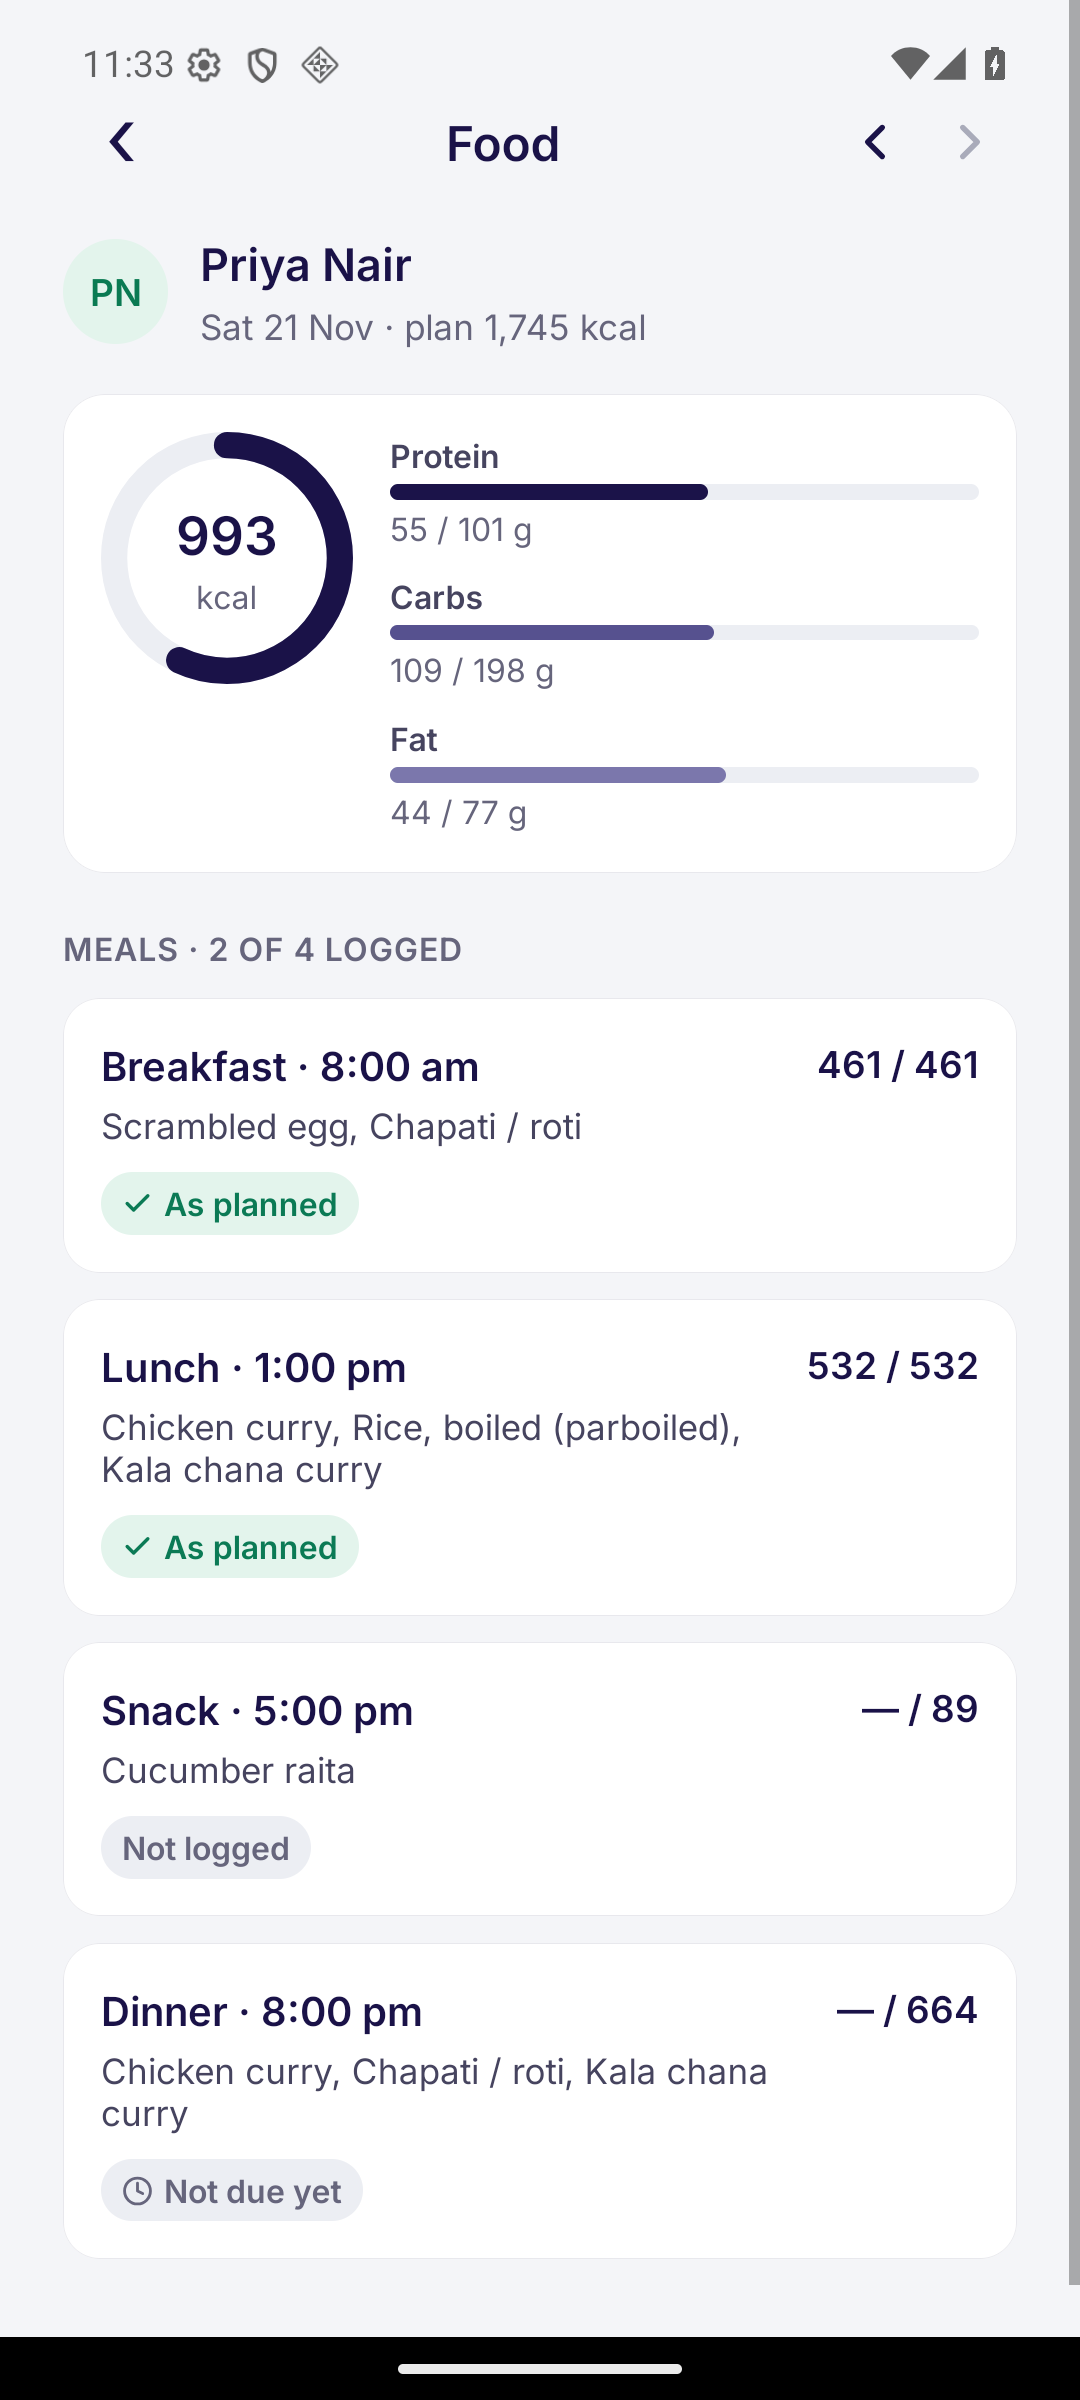 11:33
Food
PN
Priya Nair
Sat 21 Nov · plan 1,745 kcal
993
kcal
Protein
55 / 101 g
Carbs
109 / 198 g
Fat
44 / 77 g
MEALS · 2 OF 4 LOGGED
Breakfast · 8:00 am
461 / 461
Scrambled egg, Chapati / roti
As planned
Lunch · 1:00 pm
532 / 532
Chicken curry, Rice, boiled (parboiled),
Kala chana curry
As planned
Snack · 5:00 pm
— / 89
Cucumber raita
Not logged
Dinner · 8:00 pm
— / 664
Chicken curry, Chapati / roti, Kala chana
curry
Not due yet